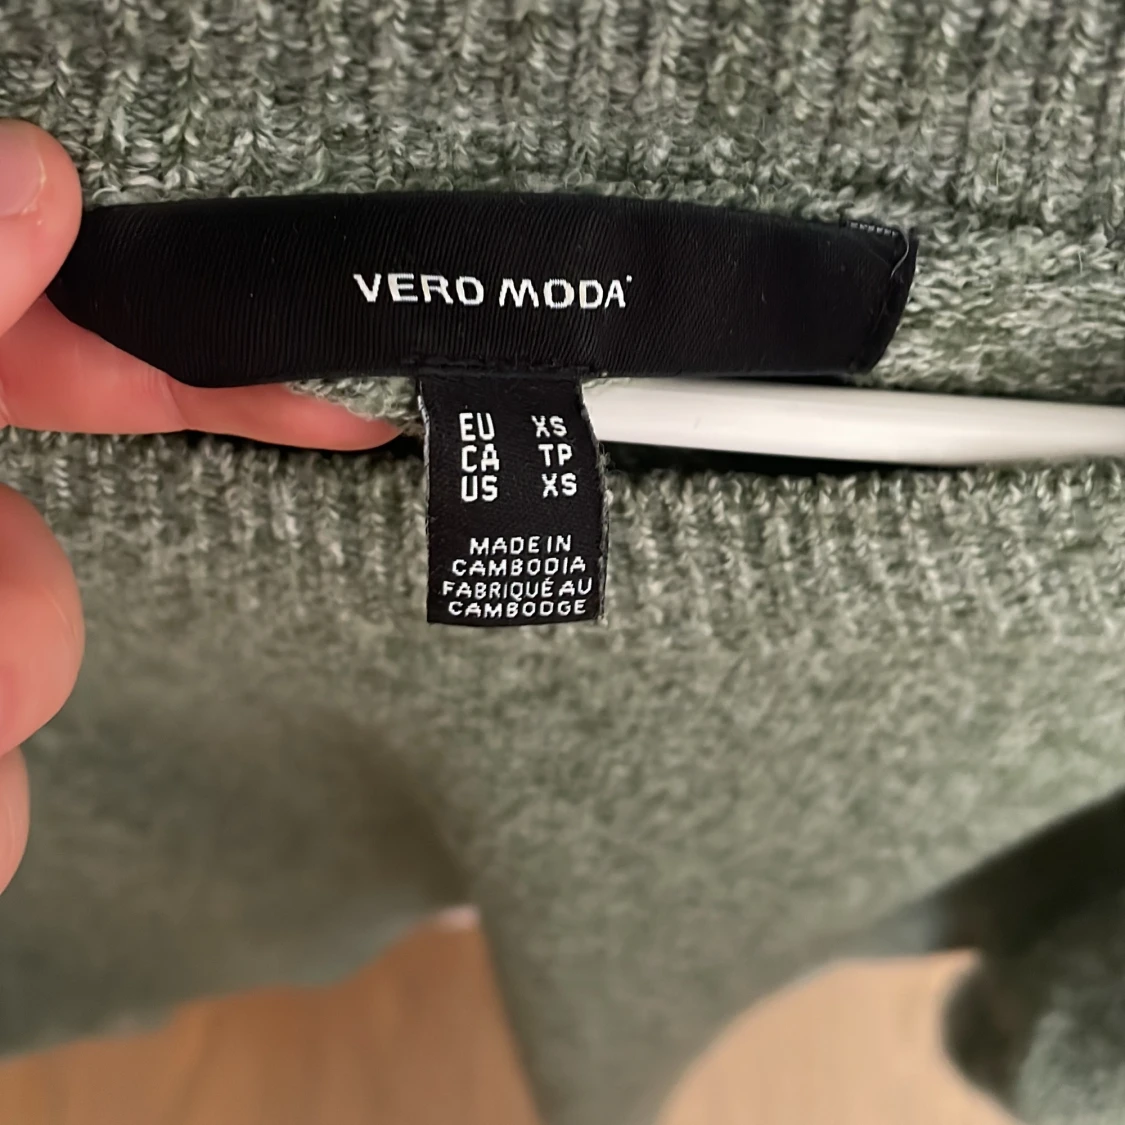 VERO MODA
EU XS
CA TP
US XS
MADE IN
CAMBODIA
FABRIQUÉ AU
CAMBODGE